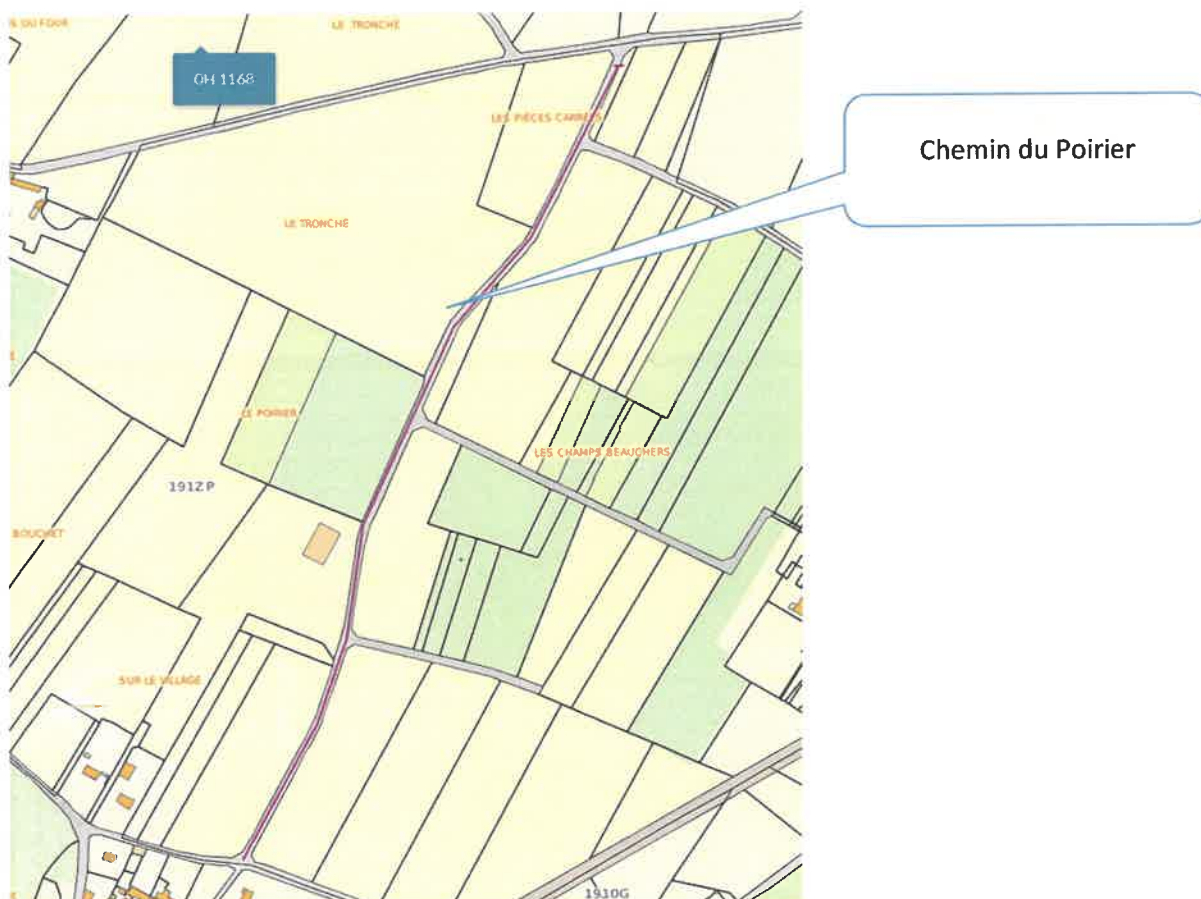 LE TRONCHE
OH 1168
LES PIÈCES CARRÉES
Chemin du Poirier
LE TRONCHE
LE POIRIER
LES CHAMPS BEAUCHERS
191ZP
BOUCHET
SUR LE VILLAGE
1910G